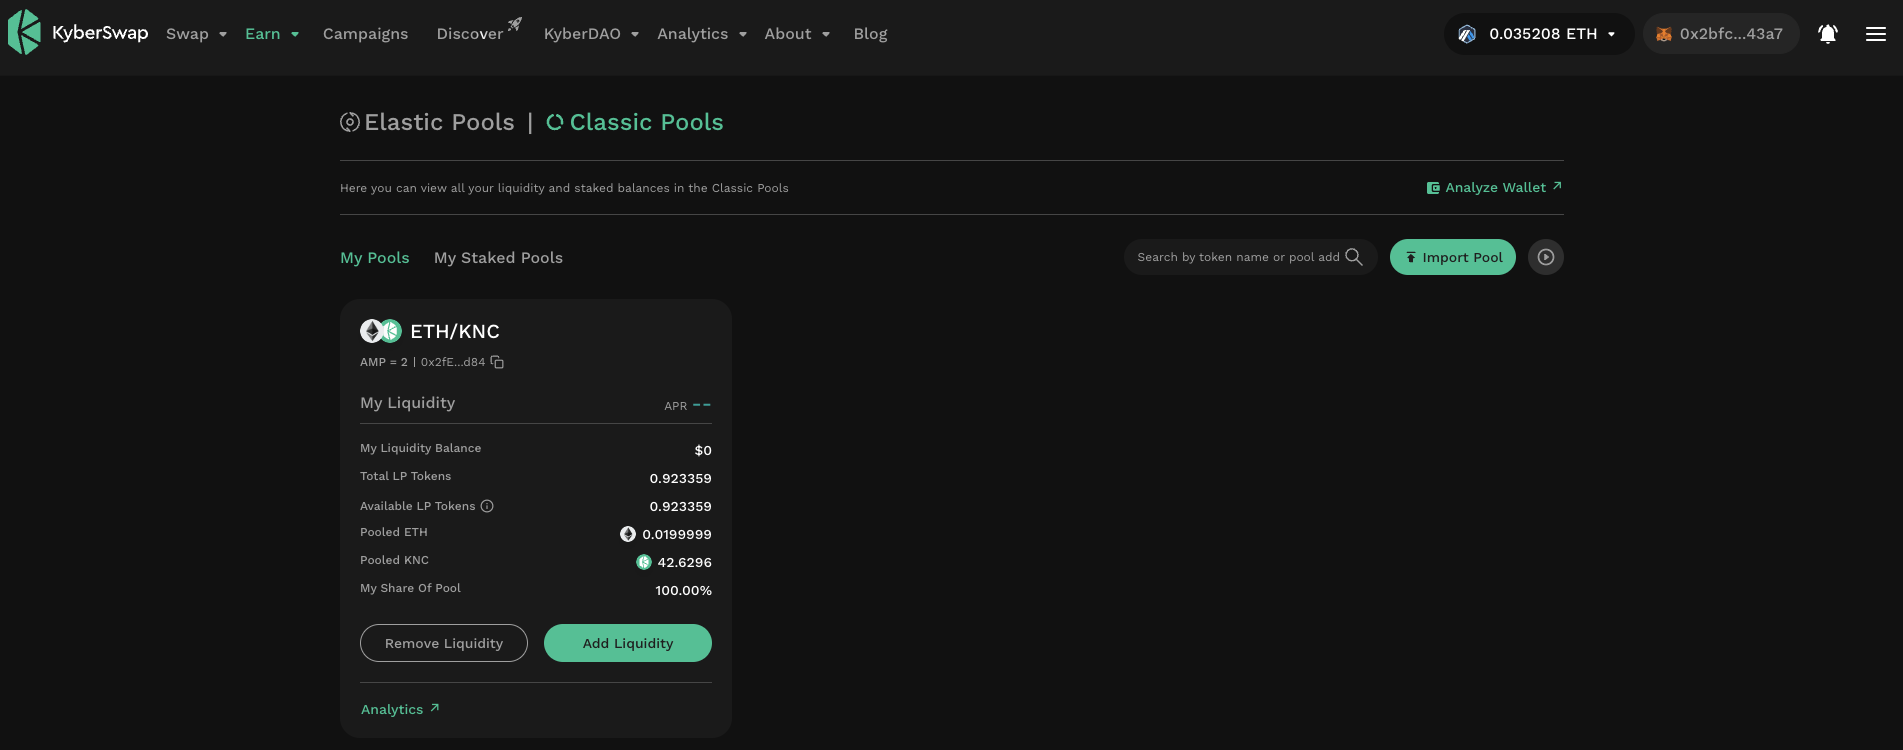 KyberSwap Swap Earn Campaigns Discover KyberDAO Analytics About Blog 0.035208 ETH 0x2bfc...43a7
Elastic Pools | Classic Pools
Here you can view all your liquidity and staked balances in the Classic Pools Analyze Wallet ↗
My Pools My Staked Pools Search by token name or pool add Import Pool
ETH/KNC
AMP = 2 | 0x2fE...d84
My Liquidity APR --
My Liquidity Balance $0
Total LP Tokens 0.923359
Available LP Tokens 0.923359
Pooled ETH 0.0199999
Pooled KNC 42.6296
My Share Of Pool 100.00%
Remove Liquidity Add Liquidity
Analytics ↗